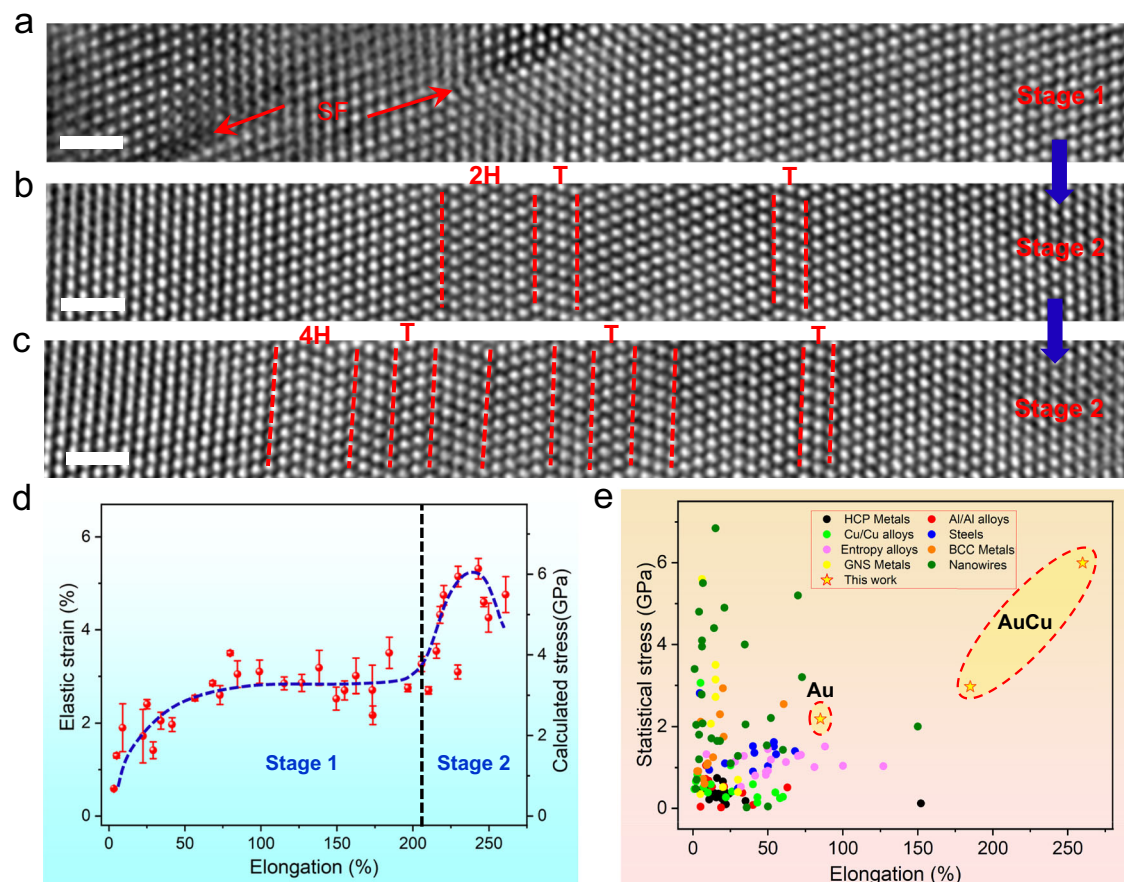 a
SF
Stage 1
b
2H T T
Stage 2
c
4H T T T
Stage 2
d
6
4
2
0
Elastic strain (%)
6
5
4
3
2
1
0
Calculated stress(GPa)
Stage 1 Stage 2
0 50 100 150 200 250
Elongation (%)
e
HCP Metals Al/Al alloys
Cu/Cu alloys Steels
Entropy alloys BCC Metals
GNS Metals Nanowires
This work
AuCu
Au
6
4
2
0
Statistical stress (GPa)
0 50 100 150 200 250
Elongation (%)